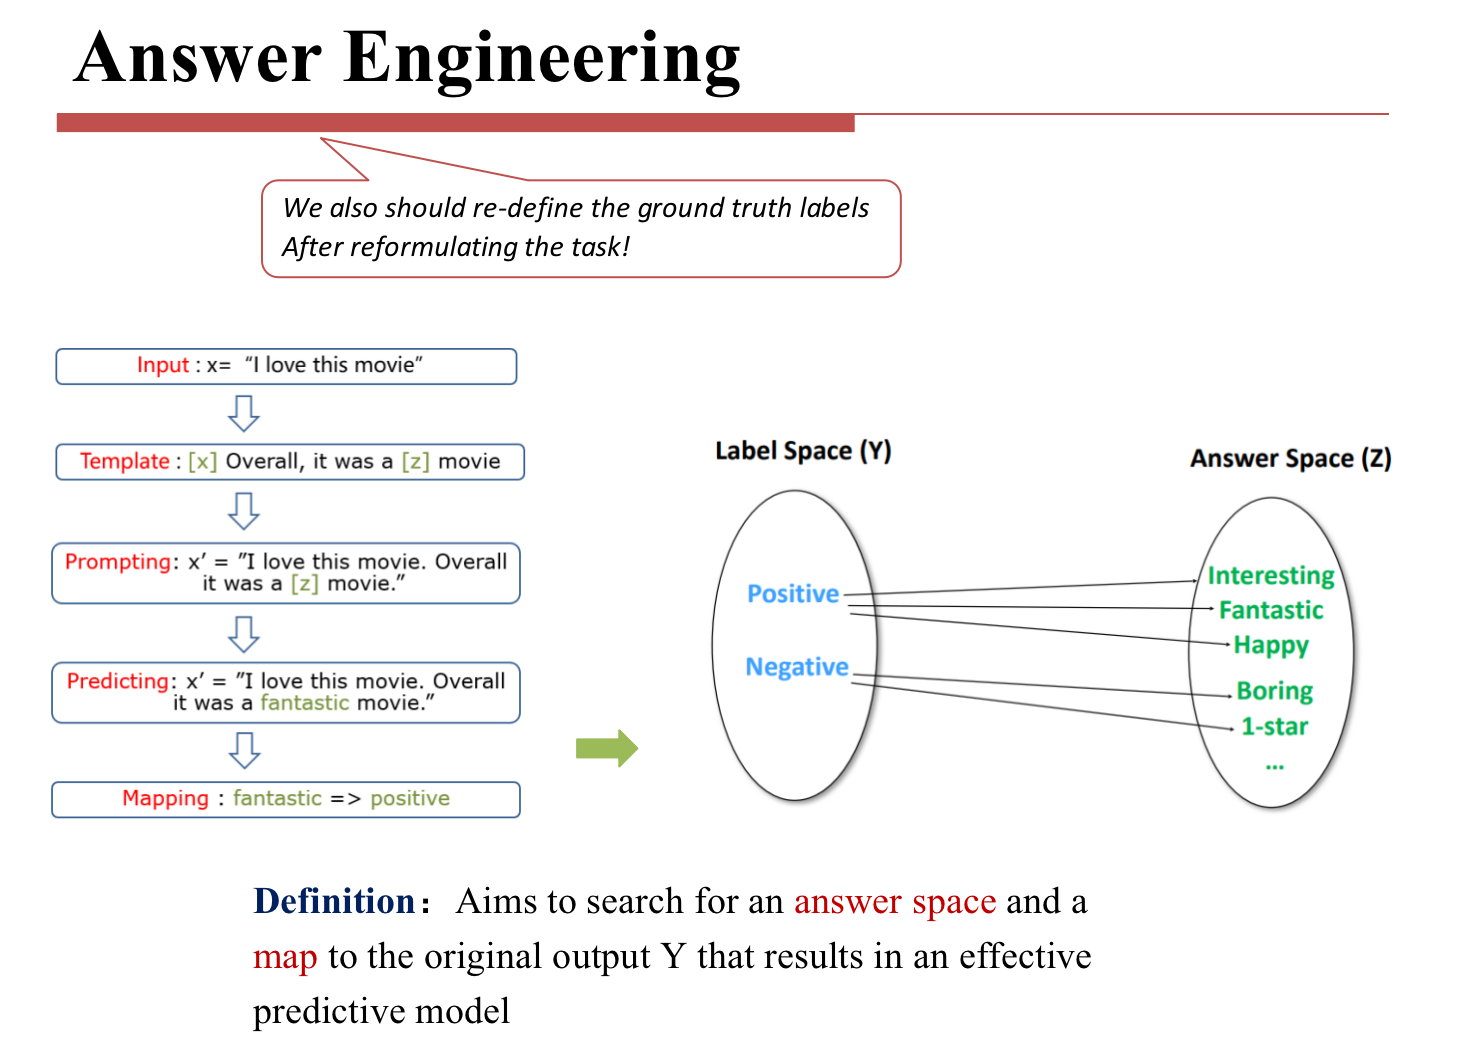 Answer Engineering
We also should re-define the ground truth labels
After reformulating the task!
Input : x= "I love this movie"
Template : [x] Overall, it was a [z] movie
Prompting: x' = "I love this movie. Overall
it was a [z] movie."
Predicting: x' = "I love this movie. Overall
it was a fantastic movie."
Mapping : fantastic => positive
Label Space (Y)
Positive
Negative
Answer Space (Z)
Interesting
Fantastic
Happy
Boring
1-star
...
Definition： Aims to search for an answer space and a
map to the original output Y that results in an effective
predictive model